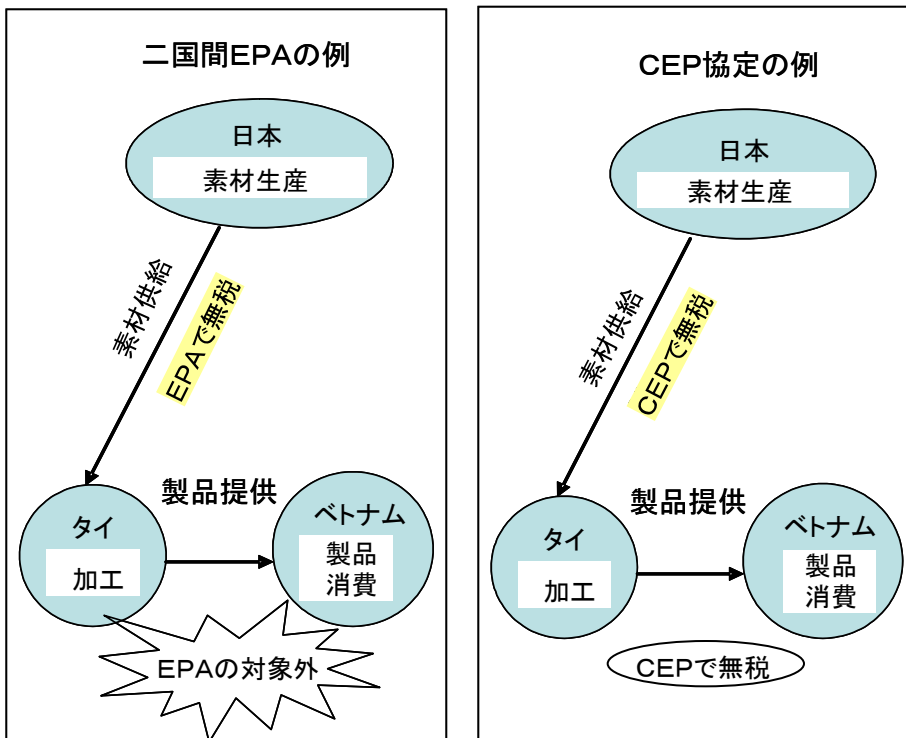 二国間EPAの例
日本
素材生産
素材供給
EPAで無税
製品提供
タイ
加工
ベトナム
製品
消費
EPAの対象外
CEP協定の例
日本
素材生産
素材供給
CEPで無税
製品提供
タイ
加工
ベトナム
製品
消費
CEPで無税